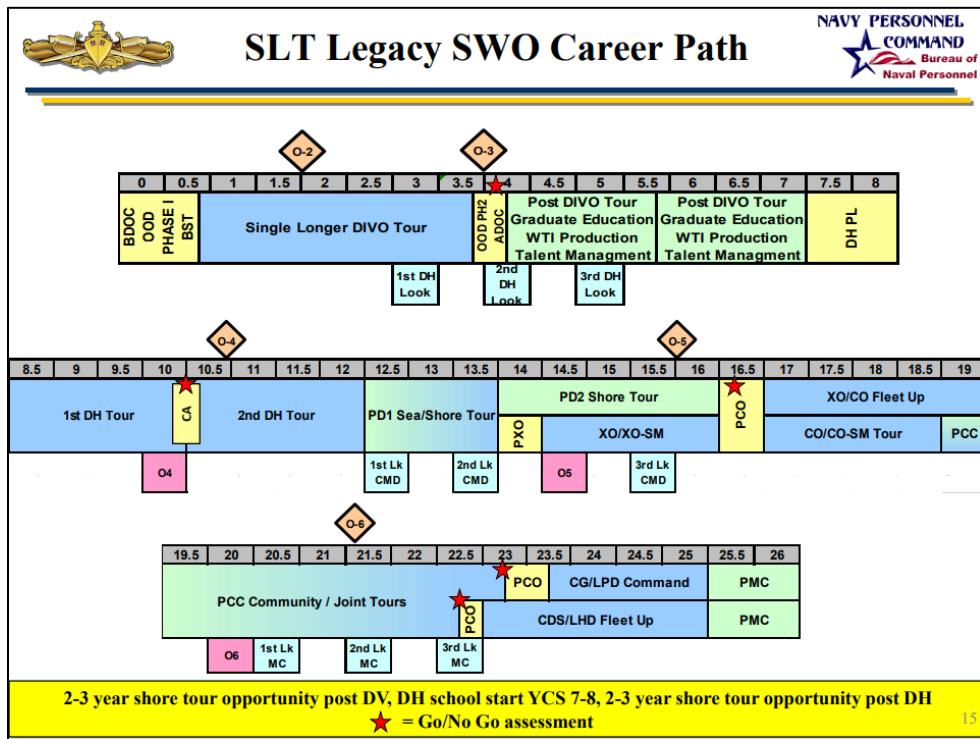 SLT Legacy SWO Career Path
NAVY PERSONNEL
COMMAND
Bureau of
Naval Personnel
O-2
O-3
0 0.5 1 1.5 2 2.5 3 3.5 4 4.5 5 5.5 6 6.5 7 7.5 8
BDOC
OOD
PHASE I
BST
Single Longer DIVO Tour
OOD PH2
ADOC
Post DIVO Tour
Graduate Education
WTI Production
Talent Managment
Post DIVO Tour
Graduate Education
WTI Production
Talent Managment
DH PL
1st DH
Look
2nd
DH
Look
3rd DH
Look
O-4
O-5
8.5 9 9.5 10 10.5 11 11.5 12 12.5 13 13.5 14 14.5 15 15.5 16 16.5 17 17.5 18 18.5 19
1st DH Tour
CA
2nd DH Tour
PD1 Sea/Shore Tour
PD2 Shore Tour
PXO
XO/XO-SM
PCO
XO/CO Fleet Up
CO/CO-SM Tour
PCC
O4
1st Lk
CMD
2nd Lk
CMD
O5
3rd Lk
CMD
O-6
19.5 20 20.5 21 21.5 22 22.5 23 23.5 24 24.5 25 25.5 26
PCC Community / Joint Tours
PCO
CG/LPD Command
PMC
PCO
CDS/LHD Fleet Up
PMC
O6
1st Lk
MC
2nd Lk
MC
3rd Lk
MC
2-3 year shore tour opportunity post DV, DH school start YCS 7-8, 2-3 year shore tour opportunity post DH
= Go/No Go assessment
15